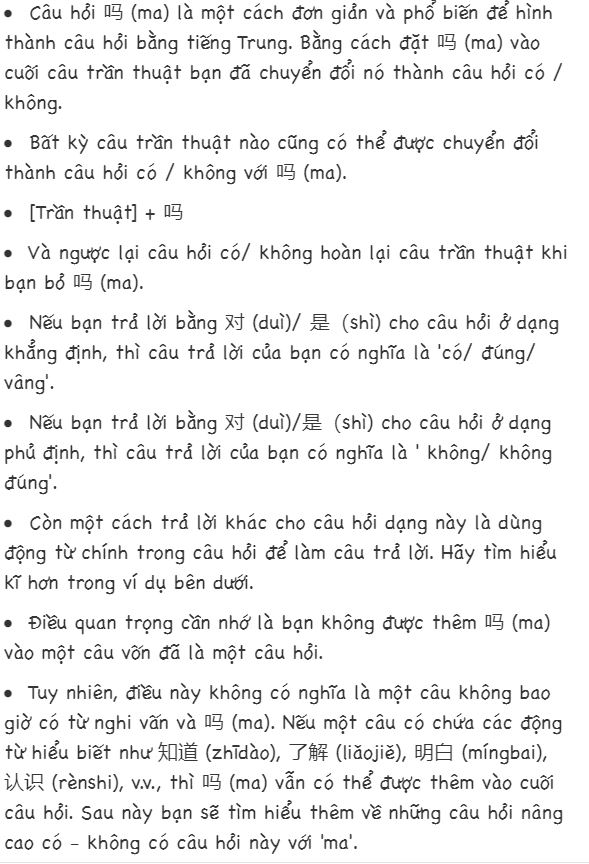 • Câu hỏi 吗 (ma) là một cách đơn giản và phổ biến để hình
thành câu hỏi bằng tiếng Trung. Bằng cách đặt 吗 (ma) vào
cuối câu trần thuật bạn đã chuyển đổi nó thành câu hỏi có /
không.
• Bất kỳ câu trần thuật nào cũng có thể được chuyển đổi
thành câu hỏi có / không với 吗 (ma).
• [Trần thuật] + 吗
• Và ngược lại câu hỏi có/ không hoàn lại câu trần thuật khi
bạn bỏ 吗 (ma).
• Nếu bạn trả lời bằng 对 (duì)/ 是 (shì) cho câu hỏi ở dạng
khẳng định, thì câu trả lời của bạn có nghĩa là 'có/ đúng/
vâng'.
• Nếu bạn trả lời bằng 对 (duì)/是 (shì) cho câu hỏi ở dạng
phủ định, thì câu trả lời của bạn có nghĩa là ' không/ không
đúng'.
• Còn một cách trả lời khác cho câu hỏi dạng này là dùng
động từ chính trong câu hỏi để làm câu trả lời. Hãy tìm hiểu
kĩ hơn trong ví dụ bên dưới.
• Điều quan trọng cần nhớ là bạn không được thêm 吗 (ma)
vào một câu vốn đã là một câu hỏi.
• Tuy nhiên, điều này không có nghĩa là một câu không bao
giờ có từ nghi vấn và 吗 (ma). Nếu một câu có chứa các động
từ hiểu biết như 知道 (zhīdào), 了解 (liǎojiě), 明白 (míngbai),
认识 (rènshi), v.v., thì 吗 (ma) vẫn có thể được thêm vào cuối
câu hỏi. Sau này bạn sẽ tìm hiểu thêm về những câu hỏi nâng
cao có – không có câu hỏi này với 'ma'.